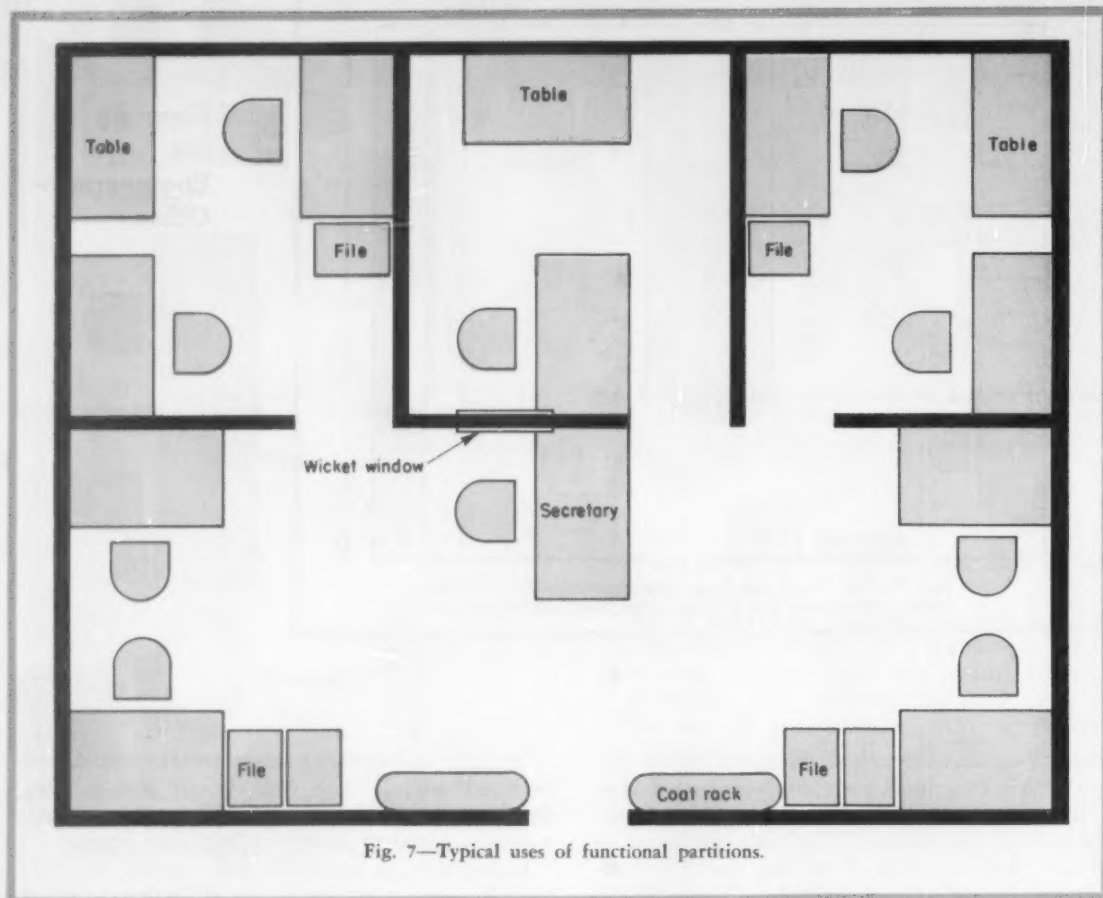 Table
Table
Table
File
File
Wicket window
Secretary
File
Coat rack
File
Fig. 7—Typical uses of functional partitions.